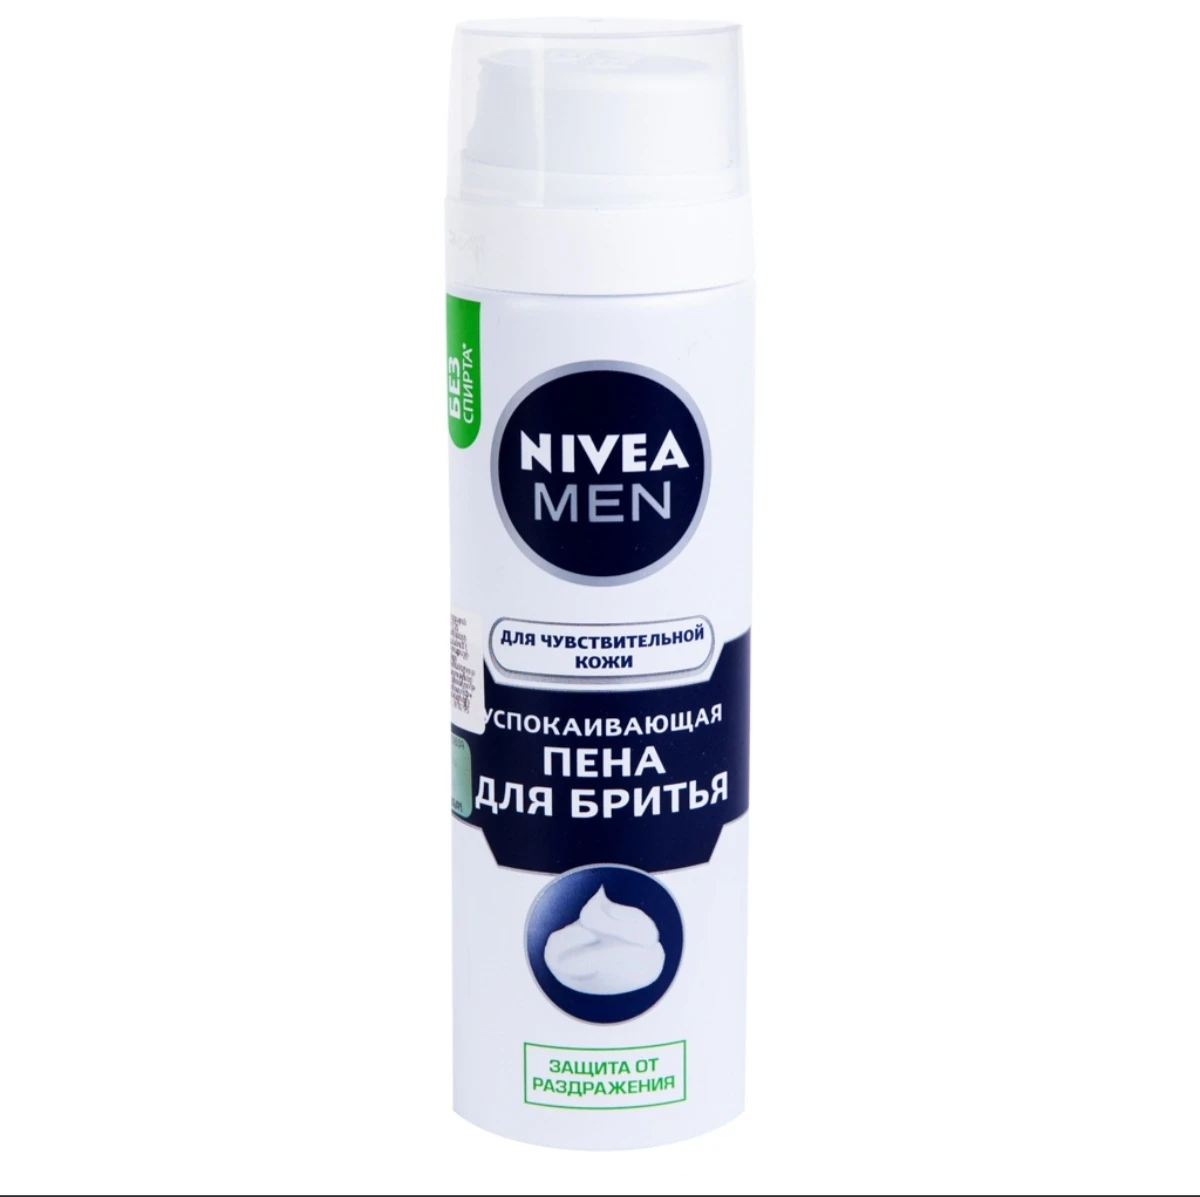 БЕЗ
СПИРТА*
NIVEA
MEN
ДЛЯ ЧУВСТВИТЕЛЬНОЙ
КОЖИ
УСПОКАИВАЮЩАЯ
ПЕНА
ДЛЯ БРИТЬЯ
ЗАЩИТА ОТ
РАЗДРАЖЕНИЯ